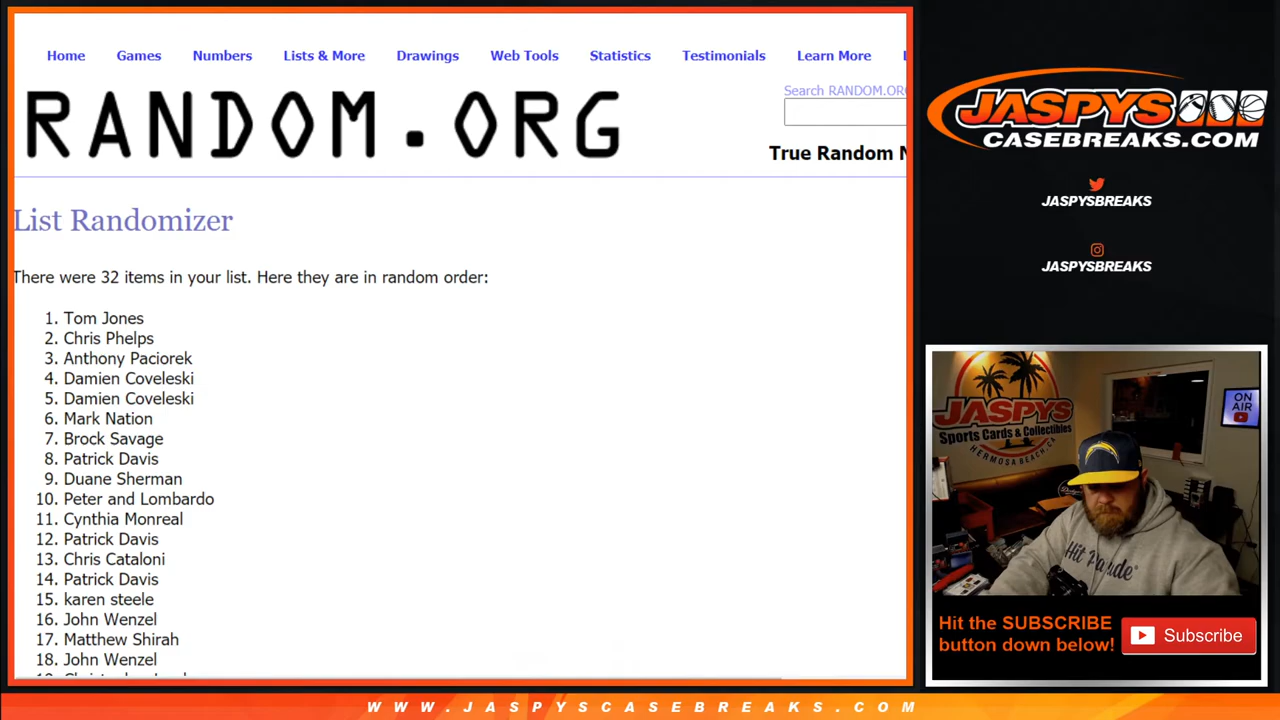 Home Games Numbers Lists & More Drawings Web Tools Statistics Testimonials Learn More
RANDOM.ORG
Search RANDOM.ORG
True Random N
List Randomizer
There were 32 items in your list. Here they are in random order:
1. Tom Jones
2. Chris Phelps
3. Anthony Paciorek
4. Damien Coveleski
5. Damien Coveleski
6. Mark Nation
7. Brock Savage
8. Patrick Davis
9. Duane Sherman
10. Peter and Lombardo
11. Cynthia Monreal
12. Patrick Davis
13. Chris Cataloni
14. Patrick Davis
15. karen steele
16. John Wenzel
17. Matthew Shirah
18. John Wenzel
JASPYS
CASEBREAKS.COM
JASPYSBREAKS
JASPYSBREAKS
JASPYS
Sports Cards & Collectibles
HERMOSA BEACH, CA
ON
AIR
Hit Parade
Hit the SUBSCRIBE
button down below!
Subscribe
WWW.JASPYSCASEBREAKS.COM